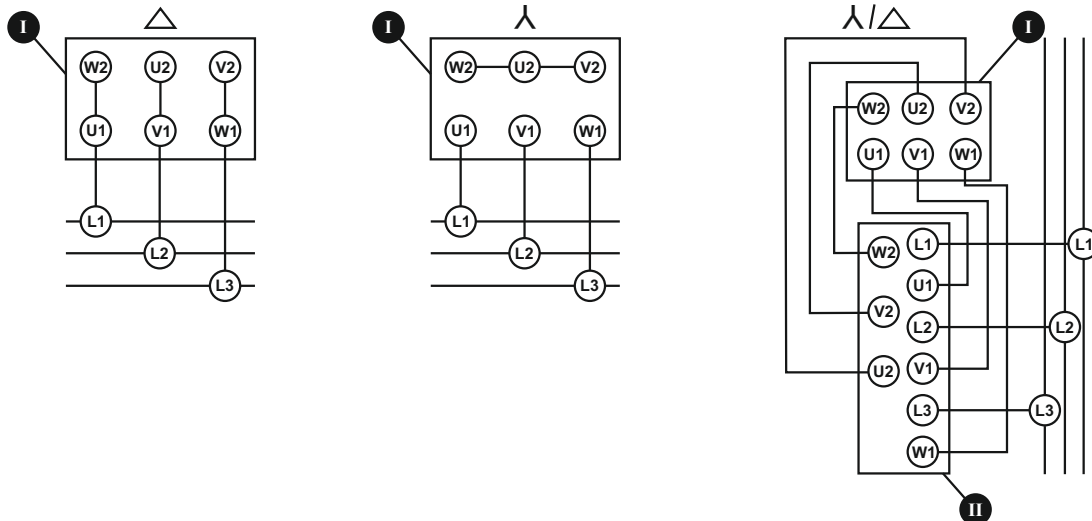 I
I
/
I
W2 U2 V2
U1 V1 W1
L1
L2
L3
W2 U2 V2
U1 V1 W1
L1
L2
L3
W2 U2 V2
U1 V1 W1
W2 L1 L1
U1
V2 L2 L2
U2 V1
L3 L3
W1
II